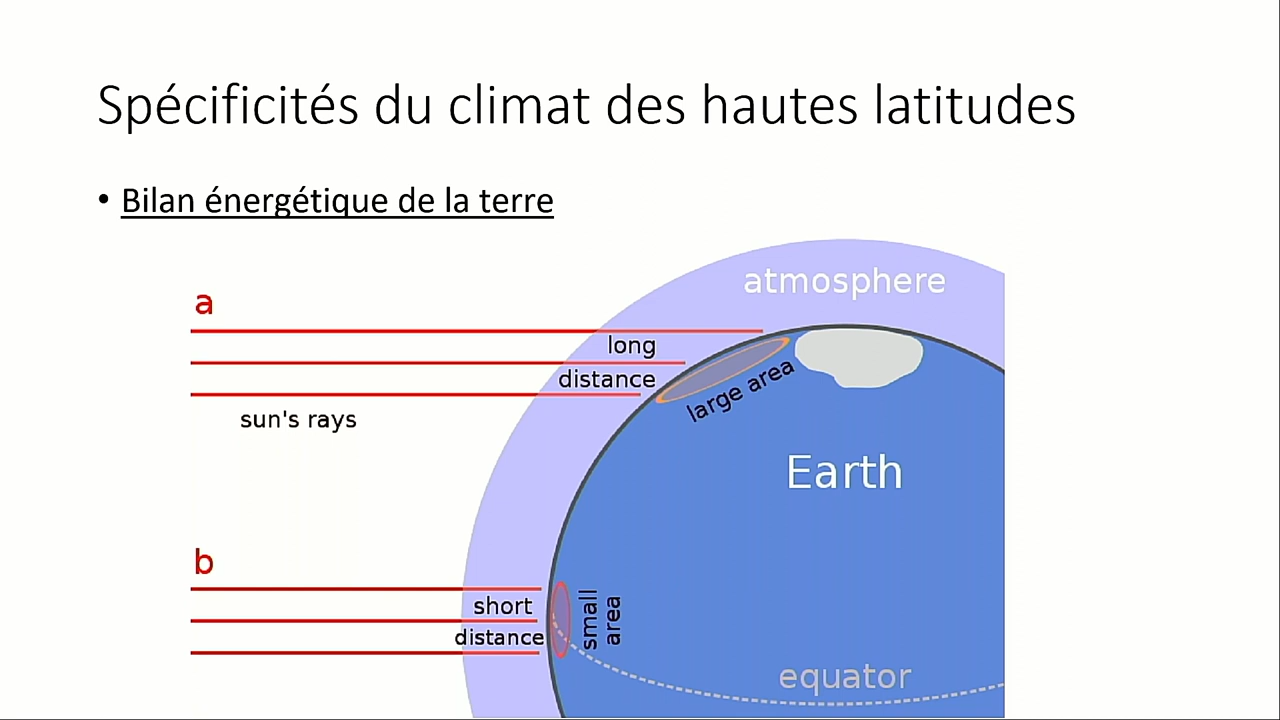 Spécificités du climat des hautes latitudes
• Bilan énergétique de la terre
atmosphere
a
long
distance
large area
sun's rays
Earth
b
short
distance
small
area
equator